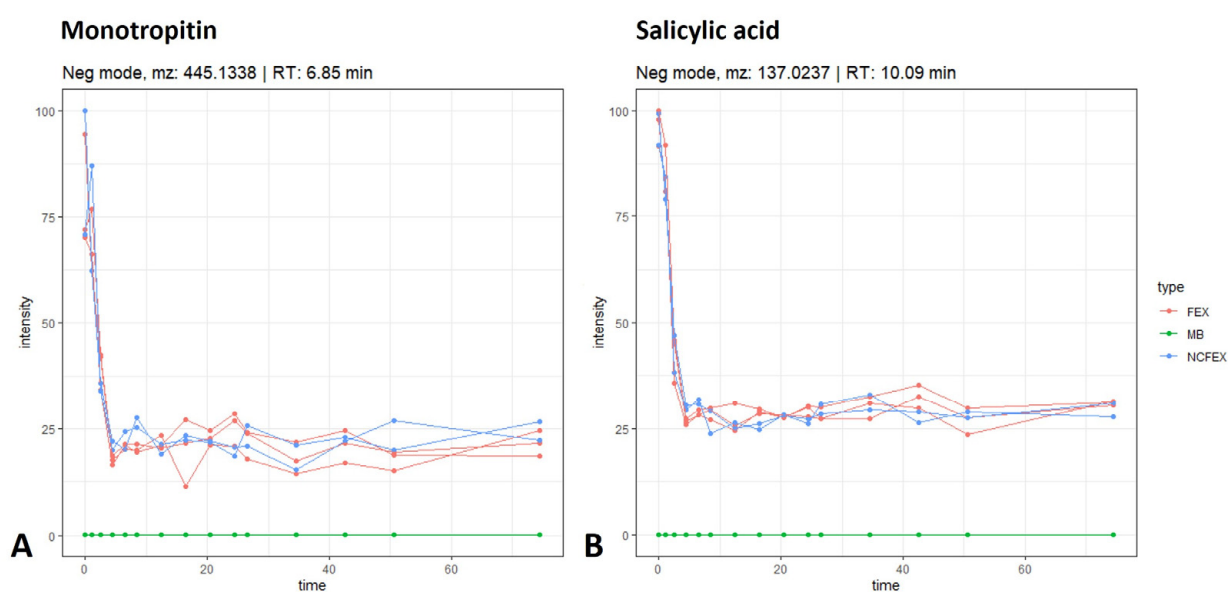 Monotropitin
Neg mode, mz: 445.1338 | RT: 6.85 min
100
75
50
25
0
intensity
0 20 40 60
time
A
Salicylic acid
Neg mode, mz: 137.0237 | RT: 10.09 min
100
75
50
25
0
intensity
0 20 40 60
time
B
type
FEX
MB
NCFEX